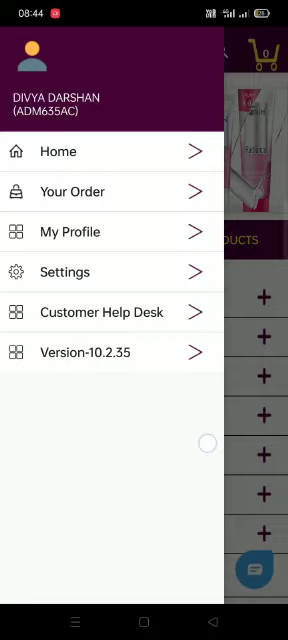 08:44
0
DIVYA DARSHAN
(ADM635AC)
Home
Your Order
My Profile
DUCTS
Settings
Customer Help Desk
Version-10.2.35